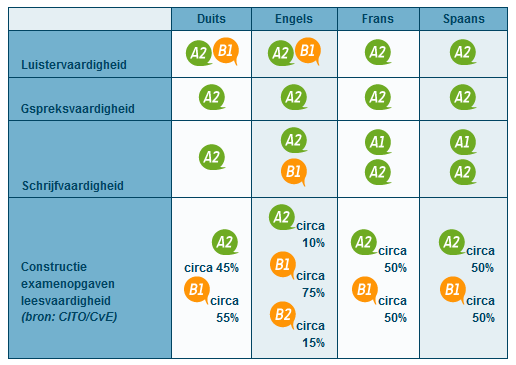 Duits Engels Frans Spaans
Luistervaardigheid A2 B1 A2 B1 A2 A2
Gspreksvaardigheid A2 A2 A2 A2
Schrijfvaardigheid A2 A2 B1 A1 A2 A1 A2
Constructie
examenopgaven
leesvaardigheid
(bron: CITO/CvE)
A2
circa 45%
B1 circa
55%
A2 circa
10%
B1 circa
75%
B2 circa
15%
A2 circa
50%
B1 circa
50%
A2 circa
50%
B1 circa
50%